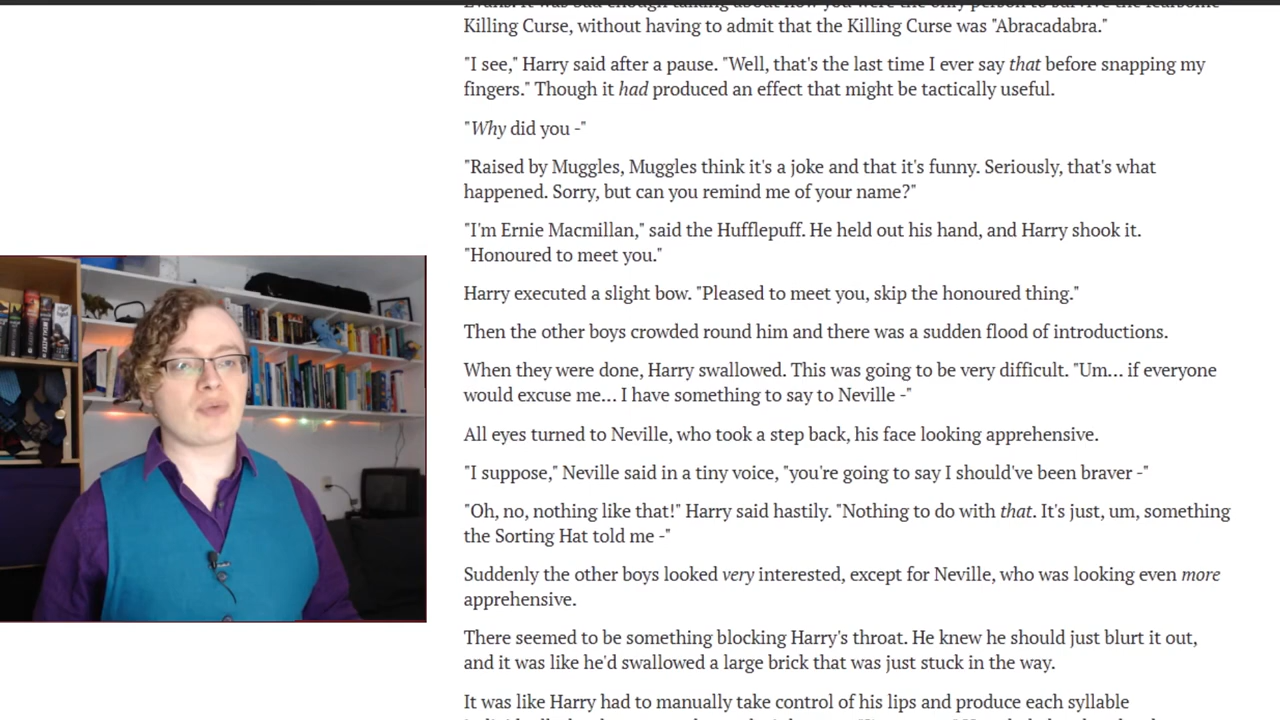 Killing Curse, without having to admit that the Killing Curse was "Abracadabra."
"I see," Harry said after a pause. "Well, that's the last time I ever say that before snapping my
fingers." Though it had produced an effect that might be tactically useful.
"Why did you -"
"Raised by Muggles, Muggles think it's a joke and that it's funny. Seriously, that's what
happened. Sorry, but can you remind me of your name?"
"I'm Ernie Macmillan," said the Hufflepuff. He held out his hand, and Harry shook it.
"Honoured to meet you."
Harry executed a slight bow. "Pleased to meet you, skip the honoured thing."
Then the other boys crowded round him and there was a sudden flood of introductions.
When they were done, Harry swallowed. This was going to be very difficult. "Um... if everyone
would excuse me... I have something to say to Neville -"
All eyes turned to Neville, who took a step back, his face looking apprehensive.
"I suppose," Neville said in a tiny voice, "you're going to say I should've been braver -"
"Oh, no, nothing like that!" Harry said hastily. "Nothing to do with that. It's just, um, something
the Sorting Hat told me -"
Suddenly the other boys looked very interested, except for Neville, who was looking even more
apprehensive.
There seemed to be something blocking Harry's throat. He knew he should just blurt it out,
and it was like he'd swallowed a large brick that was just stuck in the way.
It was like Harry had to manually take control of his lips and produce each syllable